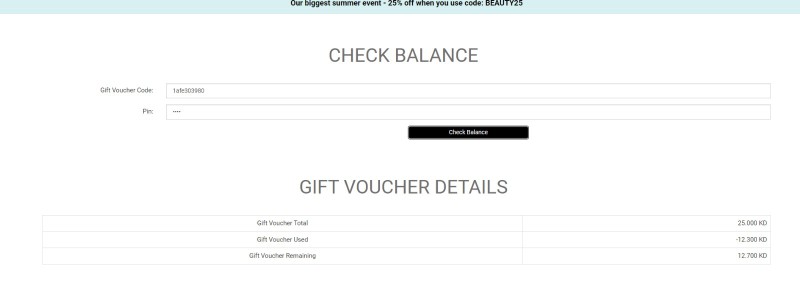 Our biggest summer event - 25% off when you use code: BEAUTY25
CHECK BALANCE
Gift Voucher Code: 1afe303980
Pin: ····
Check Balance
GIFT VOUCHER DETAILS
Gift Voucher Total 25.000 KD
Gift Voucher Used -12.300 KD
Gift Voucher Remaining 12.700 KD